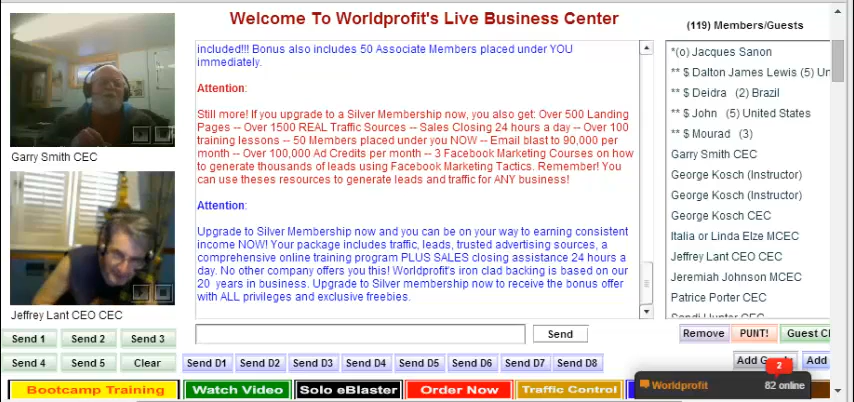 Welcome To Worldprofit's Live Business Center
(119) Members/Guests
Garry Smith CEC
Jeffrey Lant CEO CEC
included!!! Bonus also includes 50 Associate Members placed under YOU
immediately.
Attention:
Still more! If you upgrade to a Silver Membership now, you also get: Over 500 Landing
Pages -- Over 1500 REAL Traffic Sources -- Sales Closing 24 hours a day -- Over 100
training lessons -- 50 Members placed under you NOW -- Email blast to 90,000 per
month -- Over 100,000 Ad Credits per month -- 3 Facebook Marketing Courses on how
to generate thousands of leads using Facebook Marketing Tactics. Remember! You
can use theses resources to generate leads and traffic for ANY business!
Attention:
Upgrade to Silver Membership now and you can be on your way to earning consistent
income NOW! Your package includes traffic, leads, trusted advertising sources, a
comprehensive online training program PLUS SALES closing assistance 24 hours a
day. No other company offers you this! Worldprofit's iron clad backing is based on our
20 years in business. Upgrade to Silver membership now to receive the bonus offer
with ALL privileges and exclusive freebies.
*(o) Jacques Sanon
** $ Dalton James Lewis (5) Un
** $ Deidra (2) Brazil
** $ John (5) United States
** $ Mourad (3)
Garry Smith CEC
George Kosch (Instructor)
George Kosch (Instructor)
George Kosch CEC
Italia or Linda Elze MCEC
Jeffrey Lant CEO CEC
Jeremiah Johnson MCEC
Patrice Porter CEC
Sandi Hunter CEC
Send 1 Send 2 Send 3
Send
Remove PUNT! Guest Cl
Send 4 Send 5 Clear
Send D1 Send D2 Send D3 Send D4 Send D5 Send D6 Send D7 Send D8
Add Add
2
Bootcamp Training Watch Video Solo eBlaster Order Now Traffic Control
Worldprofit 82 online